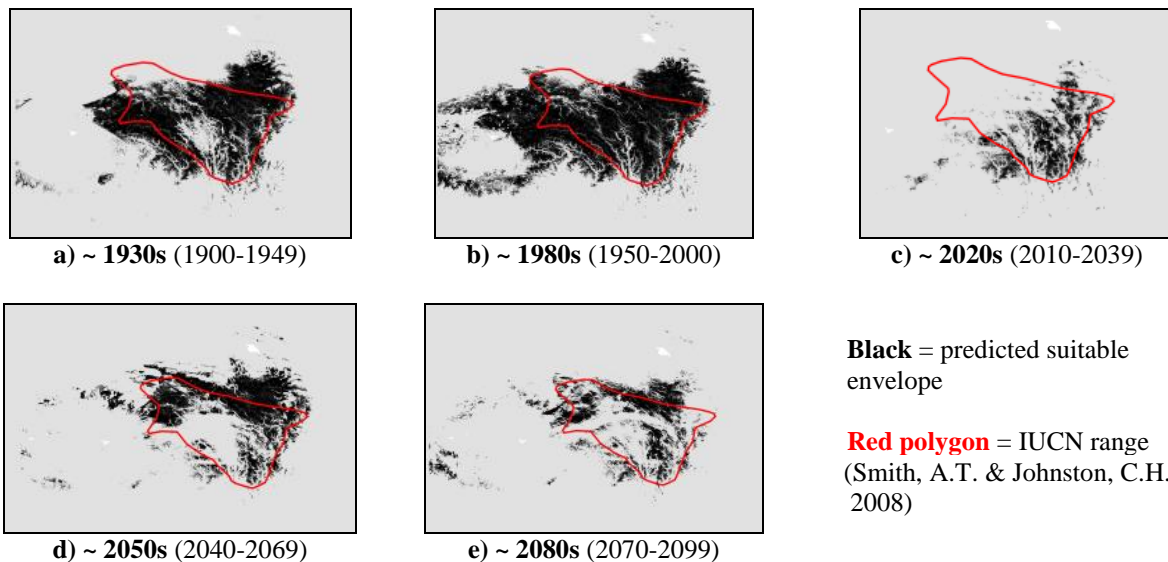 a) ~ 1930s (1900-1949)
b) ~ 1980s (1950-2000)
c) ~ 2020s (2010-2039)
Black = predicted suitable
envelope
Red polygon = IUCN range
(Smith, A.T. & Johnston, C.H.
2008)
d) ~ 2050s (2040-2069)
e) ~ 2080s (2070-2099)